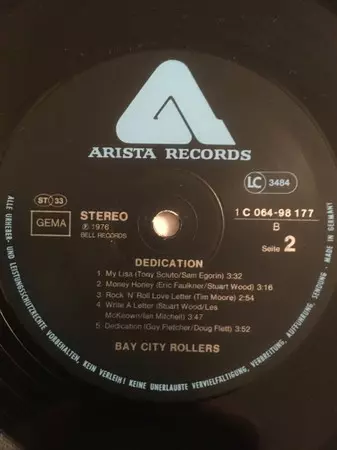 ARISTA RECORDS
LC 3484
ST 33
GEMA
STEREO
℗ 1976
BELL RECORDS
1 C 064-98 177
B
Seite 2
DEDICATION
1. My Lisa (Tony Sciuto/Sam Egorin) 3:32
2. Money Honey (Eric Faulkner/Stuart Wood) 3:16
3. Rock 'N' Roll Love Letter (Tim Moore) 2:54
4. Write A Letter (Stuart Wood/Les
McKeown/Ian Mitchell) 3:47
5. Dedication (Guy Fletcher/Doug Flett) 3:52
BAY CITY ROLLERS
ALLE URHEBER- UND LEISTUNGSSCHUTZRECHTE VORBEHALTEN. KEIN VERLEIH! KEINE UNERLAUBTE VERVIELFÄLTIGUNG, VERMIETUNG, AUFFÜHRUNG, SENDUNG · MADE IN GERMANY